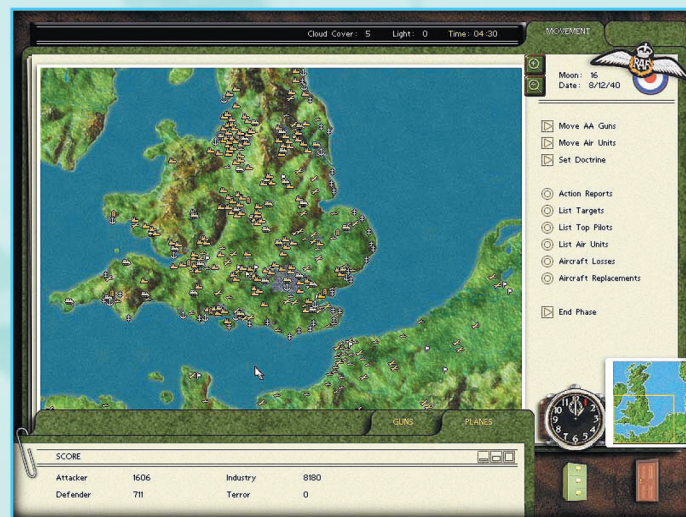 Cloud Cover: 5 Light: 0 Time: 04:30
MOVEMENT
RAF
Moon: 16
Date: 8/12/40
Move AA Guns
Move Air Units
Set Doctrine
Action Reports
List Targets
List Top Pilots
List Air Units
Aircraft Losses
Aircraft Replacements
End Phase
GUNS PLANES
SCORE
Attacker 1606 Industry 8180
Defender 711 Terror 0